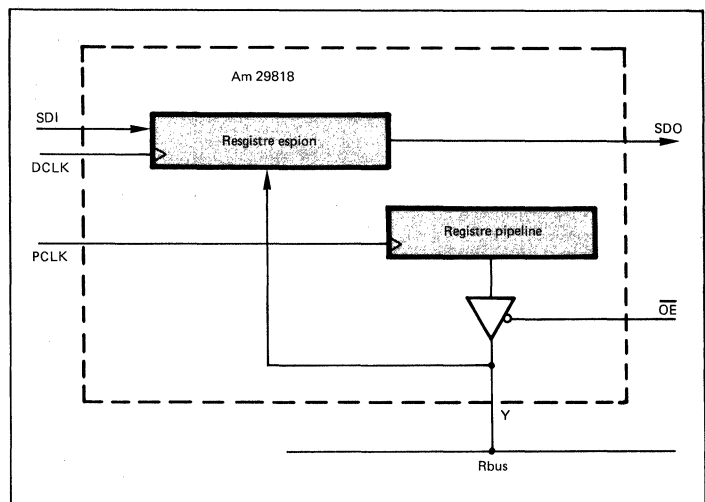 Am 29818
SDI
Resgistre espion
SDO
DCLK
Registre pipeline
PCLK
OE
Y
Rbus